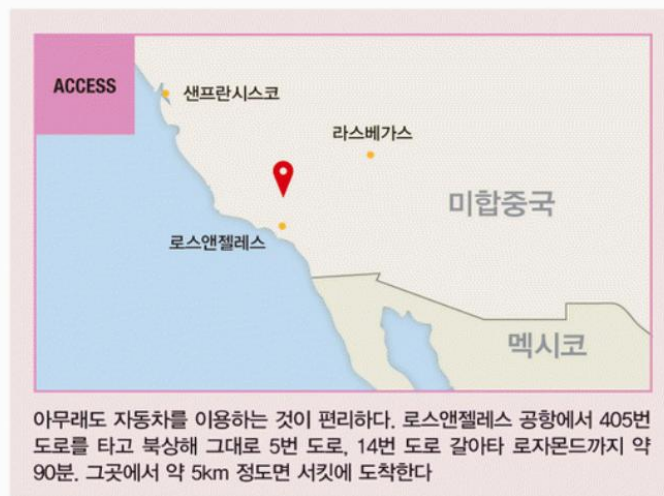 ACCESS
샌프란시스코
라스베가스
미합중국
로스앤젤레스
멕시코
아무래도 자동차를 이용하는 것이 편리하다. 로스앤젤레스 공항에서 405번
도로를 타고 북상해 그대로 5번 도로, 14번 도로 갈아타 로자몬드까지 약
90분. 그곳에서 약 5km 정도면 서킷에 도착한다